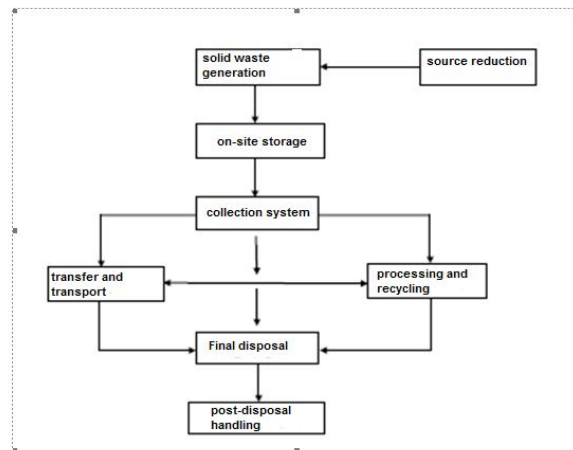 solid waste
generation
source reduction
on-site storage
collection system
transfer and
transport
processing and
recycling
Final disposal
post-disposal
handling